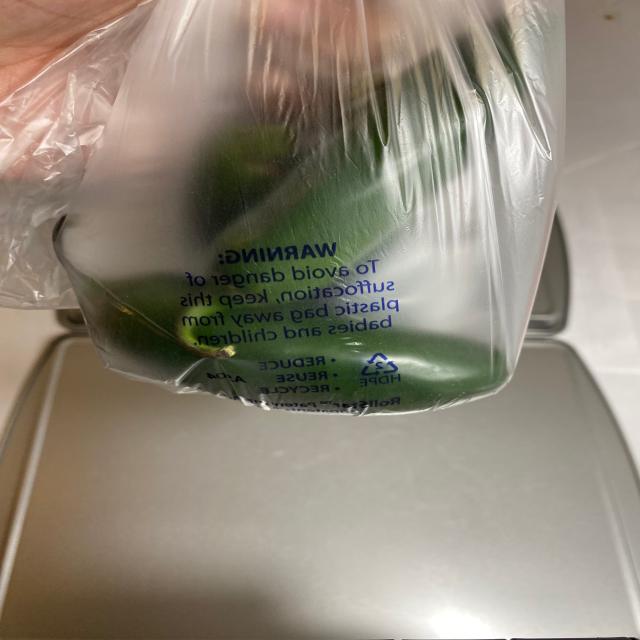 WARNING:
To avoid danger of
suffocation, keep this
plastic bag away from
babies and children.
HDPE
• REDUCE
• REUSE
• RECYCLE